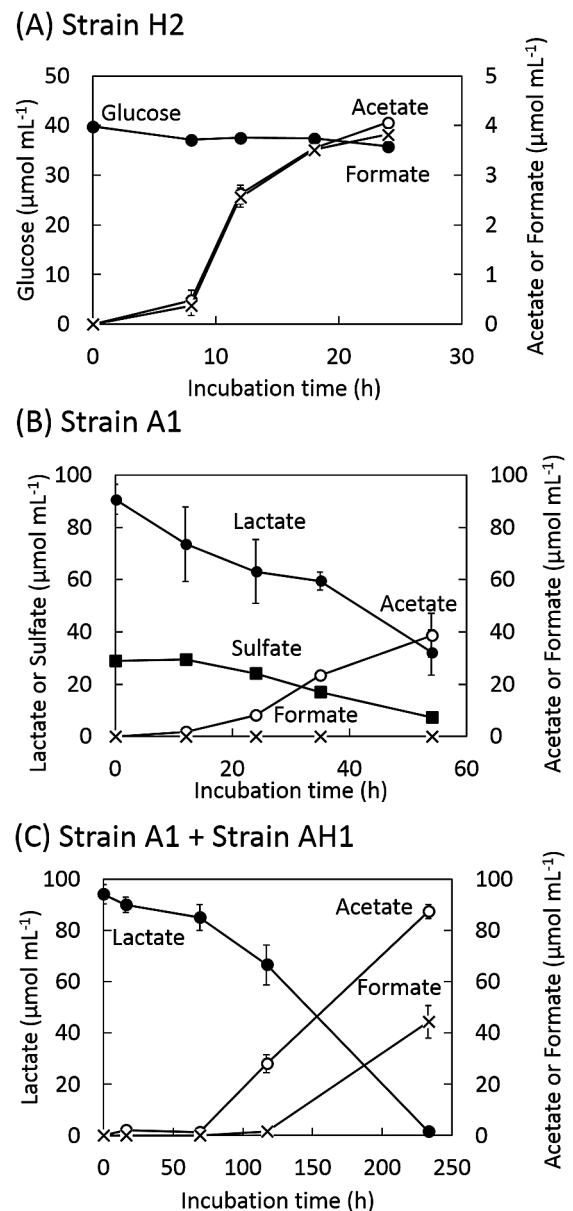 (A) Strain H2
Glucose (µmol mL⁻¹)
50
40
30
20
10
0
Glucose
Acetate
Formate
5
4
3
2
1
0
Acetate or Formate (µmol mL⁻¹)
0 10 20 30
Incubation time (h)
(B) Strain A1
Lactate or Sulfate (µmol mL⁻¹)
100
80
60
40
20
0
Lactate
Acetate
Sulfate
Formate
100
80
60
40
20
0
Acetate or Formate (µmol mL⁻¹)
0 20 40 60
Incubation time (h)
(C) Strain A1 + Strain AH1
Lactate (µmol mL⁻¹)
100
80
60
40
20
0
Acetate
Lactate
Formate
100
80
60
40
20
0
Acetate or Formate (µmol mL⁻¹)
0 50 100 150 200 250
Incubation time (h)